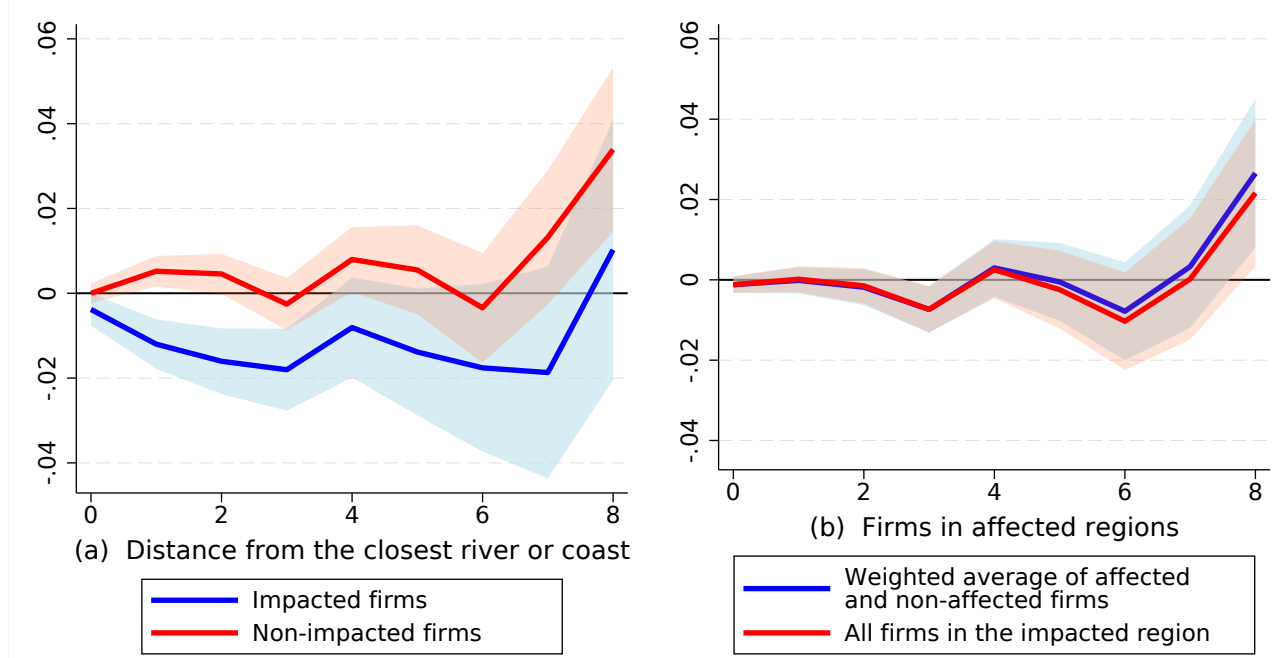 .06
.04
.02
0
-.02
-.04
0 2 4 6 8
(a) Distance from the closest river or coast
Impacted firms
Non-impacted firms
.06
.04
.02
0
-.02
-.04
0 2 4 6 8
(b) Firms in affected regions
Weighted average of affected
and non-affected firms
All firms in the impacted region